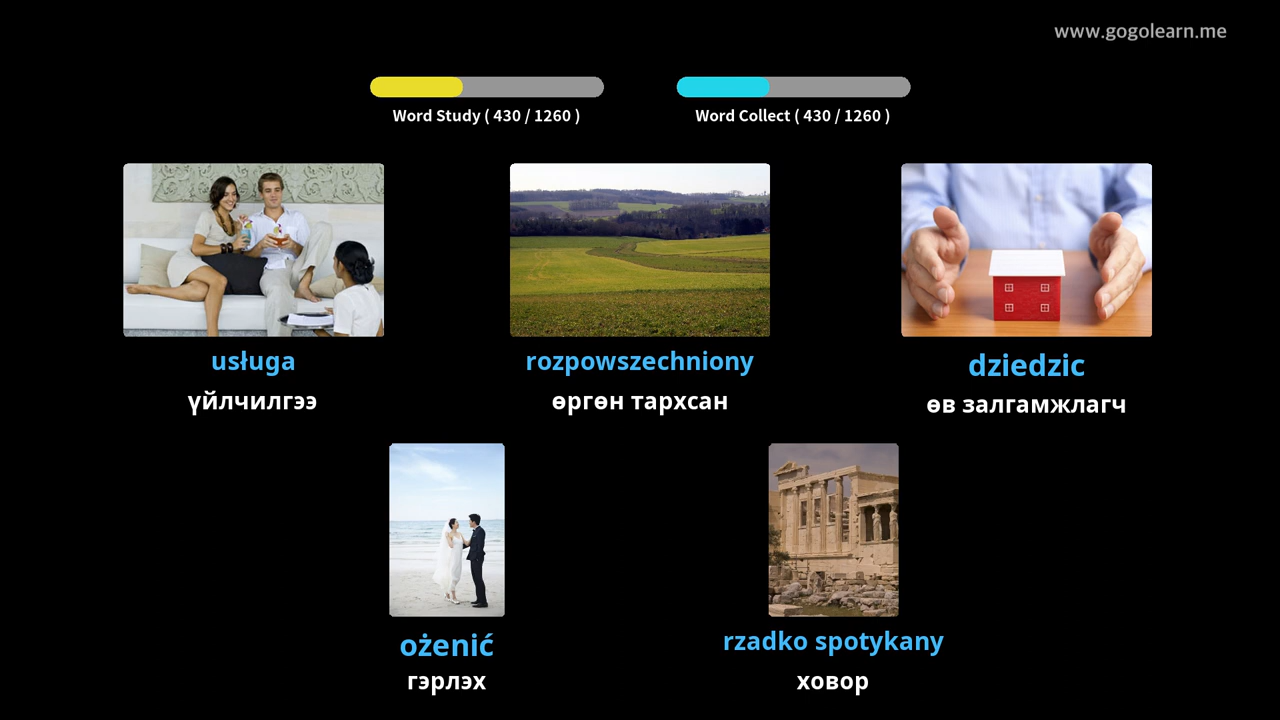 www.gogolearn.me
Word Study ( 430 / 1260 )
Word Collect ( 430 / 1260 )
usługa
үйлчилгээ
rozpowszechniony
өргөн тархсан
dziedzic
өв залгамжлагч
ożenić
гэрлэх
rzadko spotykany
ховор